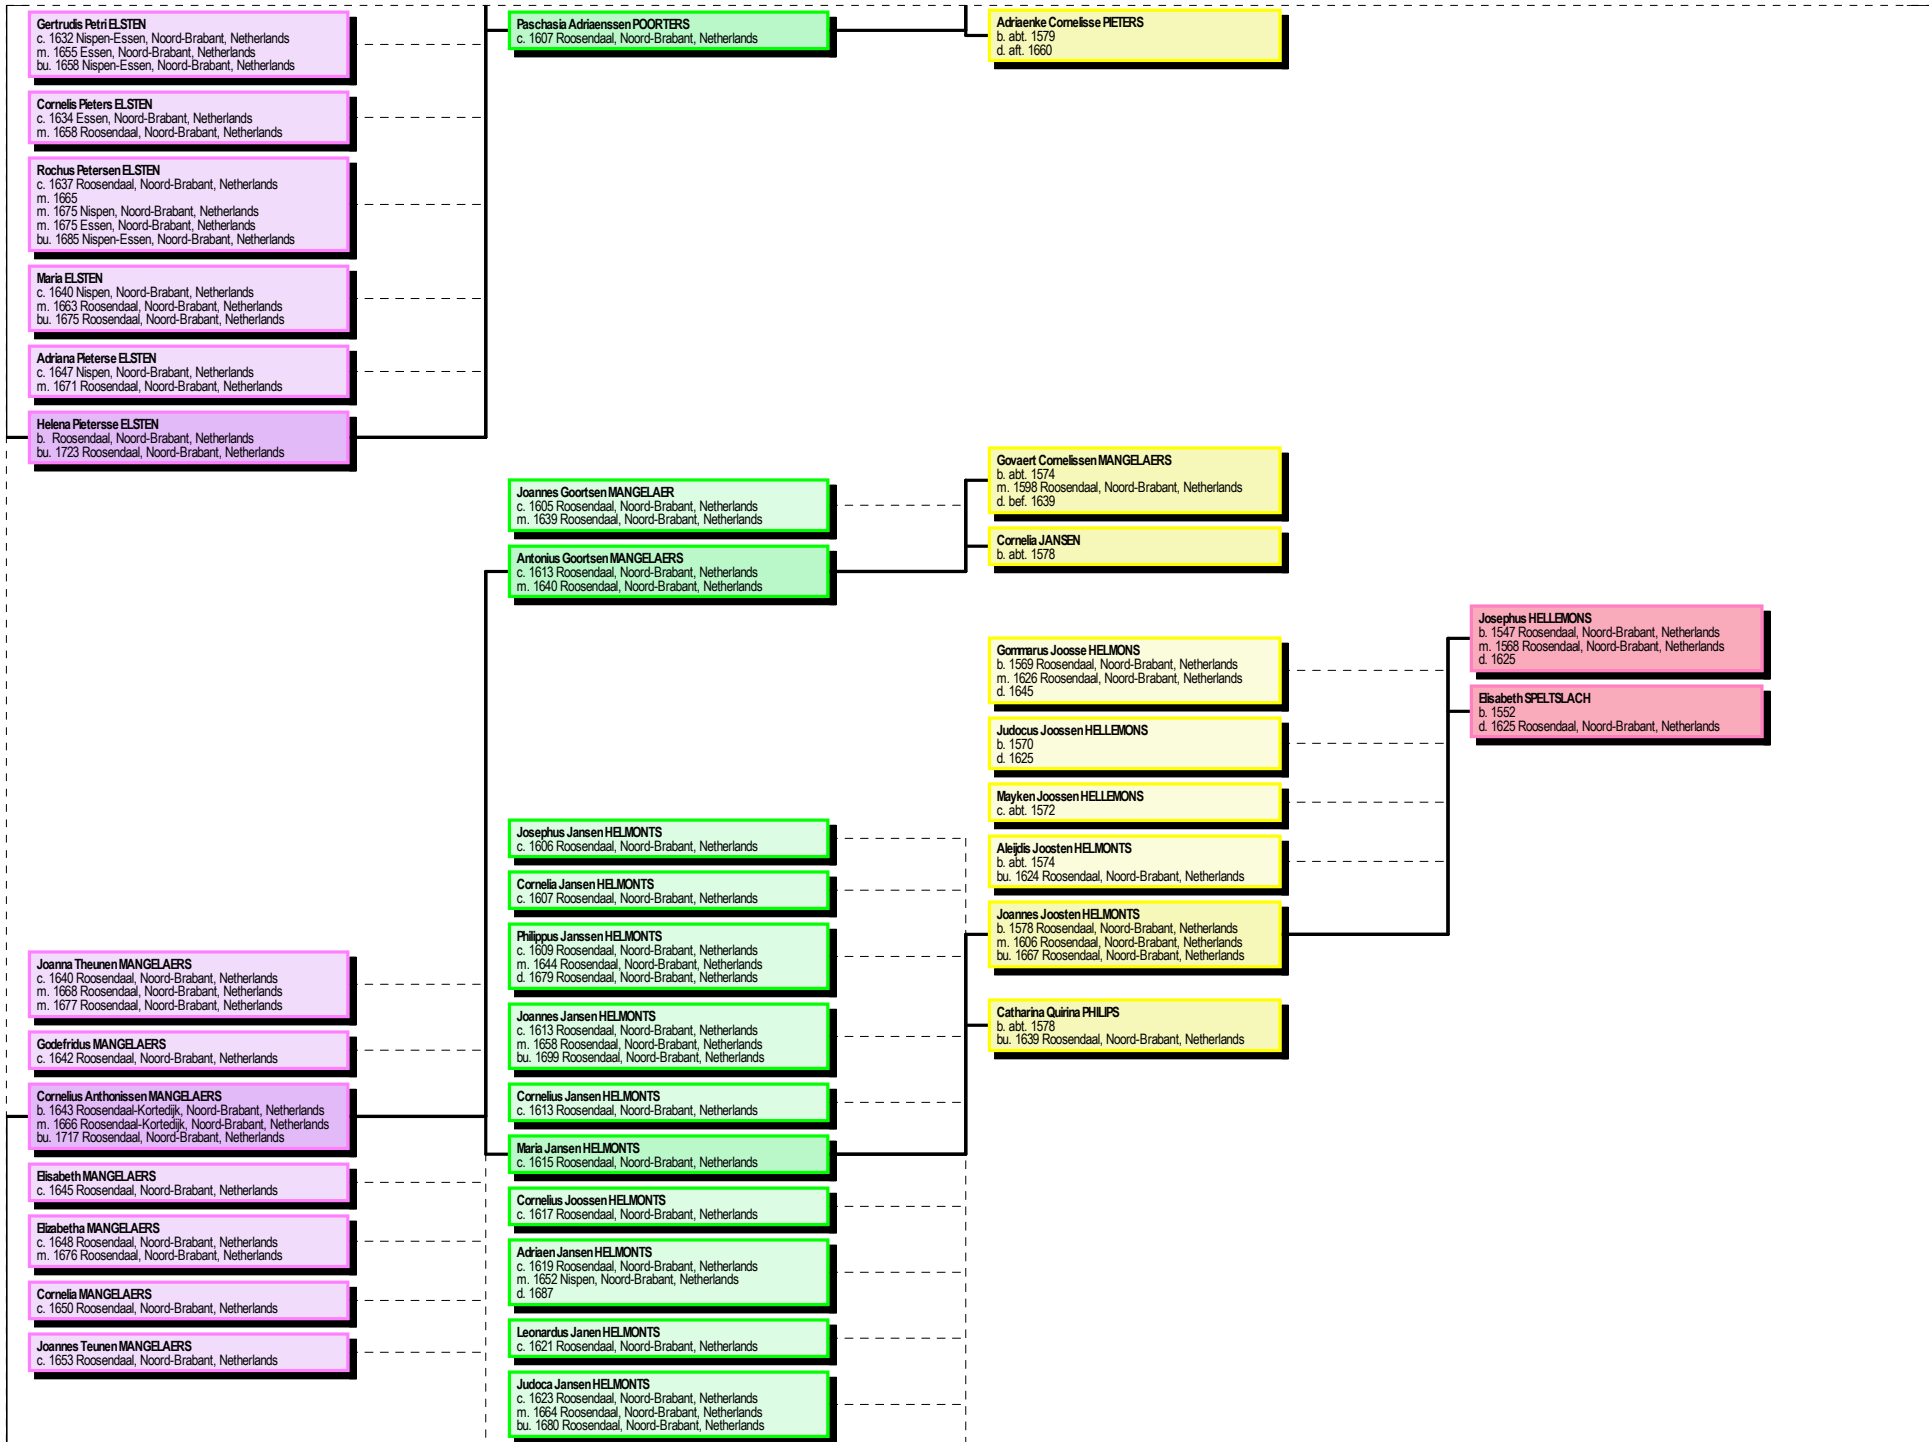 Gertrudis Petri ELSTEN
c. 1632 Nispen-Essen, Noord-Brabant, Netherlands
m. 1655 Essen, Noord-Brabant, Netherlands
bu. 1658 Nispen-Essen, Noord-Brabant, Netherlands
Cornelis Pieters ELSTEN
c. 1634 Essen, Noord-Brabant, Netherlands
m. 1658 Roosendaal, Noord-Brabant, Netherlands
Rochus Petersen ELSTEN
c. 1637 Roosendaal, Noord-Brabant, Netherlands
m. 1665
m. 1675 Nispen, Noord-Brabant, Netherlands
m. 1675 Essen, Noord-Brabant, Netherlands
bu. 1685 Nispen-Essen, Noord-Brabant, Netherlands
Maria ELSTEN
c. 1640 Nispen, Noord-Brabant, Netherlands
m. 1663 Roosendaal, Noord-Brabant, Netherlands
bu. 1675 Roosendaal, Noord-Brabant, Netherlands
Adriana Pieterse ELSTEN
c. 1647 Nispen, Noord-Brabant, Netherlands
m. 1671 Roosendaal, Noord-Brabant, Netherlands
Helena Pietersse ELSTEN
b. Roosendaal, Noord-Brabant, Netherlands
bu. 1723 Roosendaal, Noord-Brabant, Netherlands
Joanna Theunen MANGELAERS
c. 1640 Roosendaal, Noord-Brabant, Netherlands
m. 1668 Roosendaal, Noord-Brabant, Netherlands
m. 1677 Roosendaal, Noord-Brabant, Netherlands
Godefridus MANGELAERS
c. 1642 Roosendaal, Noord-Brabant, Netherlands
Cornelius Anthonissen MANGELAERS
b. 1643 Roosendaal-Kortedijk, Noord-Brabant, Netherlands
m. 1666 Roosendaal-Kortedijk, Noord-Brabant, Netherlands
bu. 1717 Roosendaal, Noord-Brabant, Netherlands
Elisabeth MANGELAERS
c. 1645 Roosendaal, Noord-Brabant, Netherlands
Elizabetha MANGELAERS
c. 1648 Roosendaal, Noord-Brabant, Netherlands
m. 1676 Roosendaal, Noord-Brabant, Netherlands
Cornelia MANGELAERS
c. 1650 Roosendaal, Noord-Brabant, Netherlands
Joannes Teunen MANGELAERS
c. 1653 Roosendaal, Noord-Brabant, Netherlands
Paschasia Adriaenssen POORTERS
c. 1607 Roosendaal, Noord-Brabant, Netherlands
Joannes Goortsen MANGELAER
c. 1605 Roosendaal, Noord-Brabant, Netherlands
m. 1639 Roosendaal, Noord-Brabant, Netherlands
Antonius Goortsen MANGELAERS
c. 1613 Roosendaal, Noord-Brabant, Netherlands
m. 1640 Roosendaal, Noord-Brabant, Netherlands
Josephus Jansen HELMONTS
c. 1606 Roosendaal, Noord-Brabant, Netherlands
Cornelia Jansen HELMONTS
c. 1607 Roosendaal, Noord-Brabant, Netherlands
Philippus Janssen HELMONTS
c. 1609 Roosendaal, Noord-Brabant, Netherlands
m. 1644 Roosendaal, Noord-Brabant, Netherlands
d. 1679 Roosendaal, Noord-Brabant, Netherlands
Joannes Jansen HELMONTS
c. 1613 Roosendaal, Noord-Brabant, Netherlands
m. 1658 Roosendaal, Noord-Brabant, Netherlands
bu. 1699 Roosendaal, Noord-Brabant, Netherlands
Cornelius Jansen HELMONTS
c. 1613 Roosendaal, Noord-Brabant, Netherlands
Maria Jansen HELMONTS
c. 1615 Roosendaal, Noord-Brabant, Netherlands
Cornelius Joossen HELMONTS
c. 1617 Roosendaal, Noord-Brabant, Netherlands
Adriaen Jansen HELMONTS
c. 1619 Roosendaal, Noord-Brabant, Netherlands
m. 1652 Nispen, Noord-Brabant, Netherlands
d. 1687
Leonardus Janen HELMONTS
c. 1621 Roosendaal, Noord-Brabant, Netherlands
Judoca Jansen HELMONTS
c. 1623 Roosendaal, Noord-Brabant, Netherlands
m. 1664 Roosendaal, Noord-Brabant, Netherlands
bu. 1680 Roosendaal, Noord-Brabant, Netherlands
Adriaenke Cornelisse PIETERS
b. abt. 1579
d. aft. 1660
Govaert Cornelissen MANGELAERS
b. abt. 1574
m. 1598 Roosendaal, Noord-Brabant, Netherlands
d. bef. 1639
Cornelia JANSEN
b. abt. 1578
Gommarus Joosse HELMONS
b. 1569 Roosendaal, Noord-Brabant, Netherlands
m. 1626 Roosendaal, Noord-Brabant, Netherlands
d. 1645
Judocus Joossen HELLEMONS
b. 1570
d. 1625
Mayken Joossen HELLEMONS
c. abt. 1572
Aleijdis Joosten HELMONTS
b. abt. 1574
bu. 1624 Roosendaal, Noord-Brabant, Netherlands
Joannes Joosten HELMONTS
b. 1578 Roosendaal, Noord-Brabant, Netherlands
m. 1606 Roosendaal, Noord-Brabant, Netherlands
bu. 1667 Roosendaal, Noord-Brabant, Netherlands
Catharina Quirina PHILIPS
b. abt. 1578
bu. 1639 Roosendaal, Noord-Brabant, Netherlands
Josephus HELLEMONS
b. 1547 Roosendaal, Noord-Brabant, Netherlands
m. 1568 Roosendaal, Noord-Brabant, Netherlands
d. 1625
Elisabeth SPELTSLACH
b. 1552
d. 1625 Roosendaal, Noord-Brabant, Netherlands